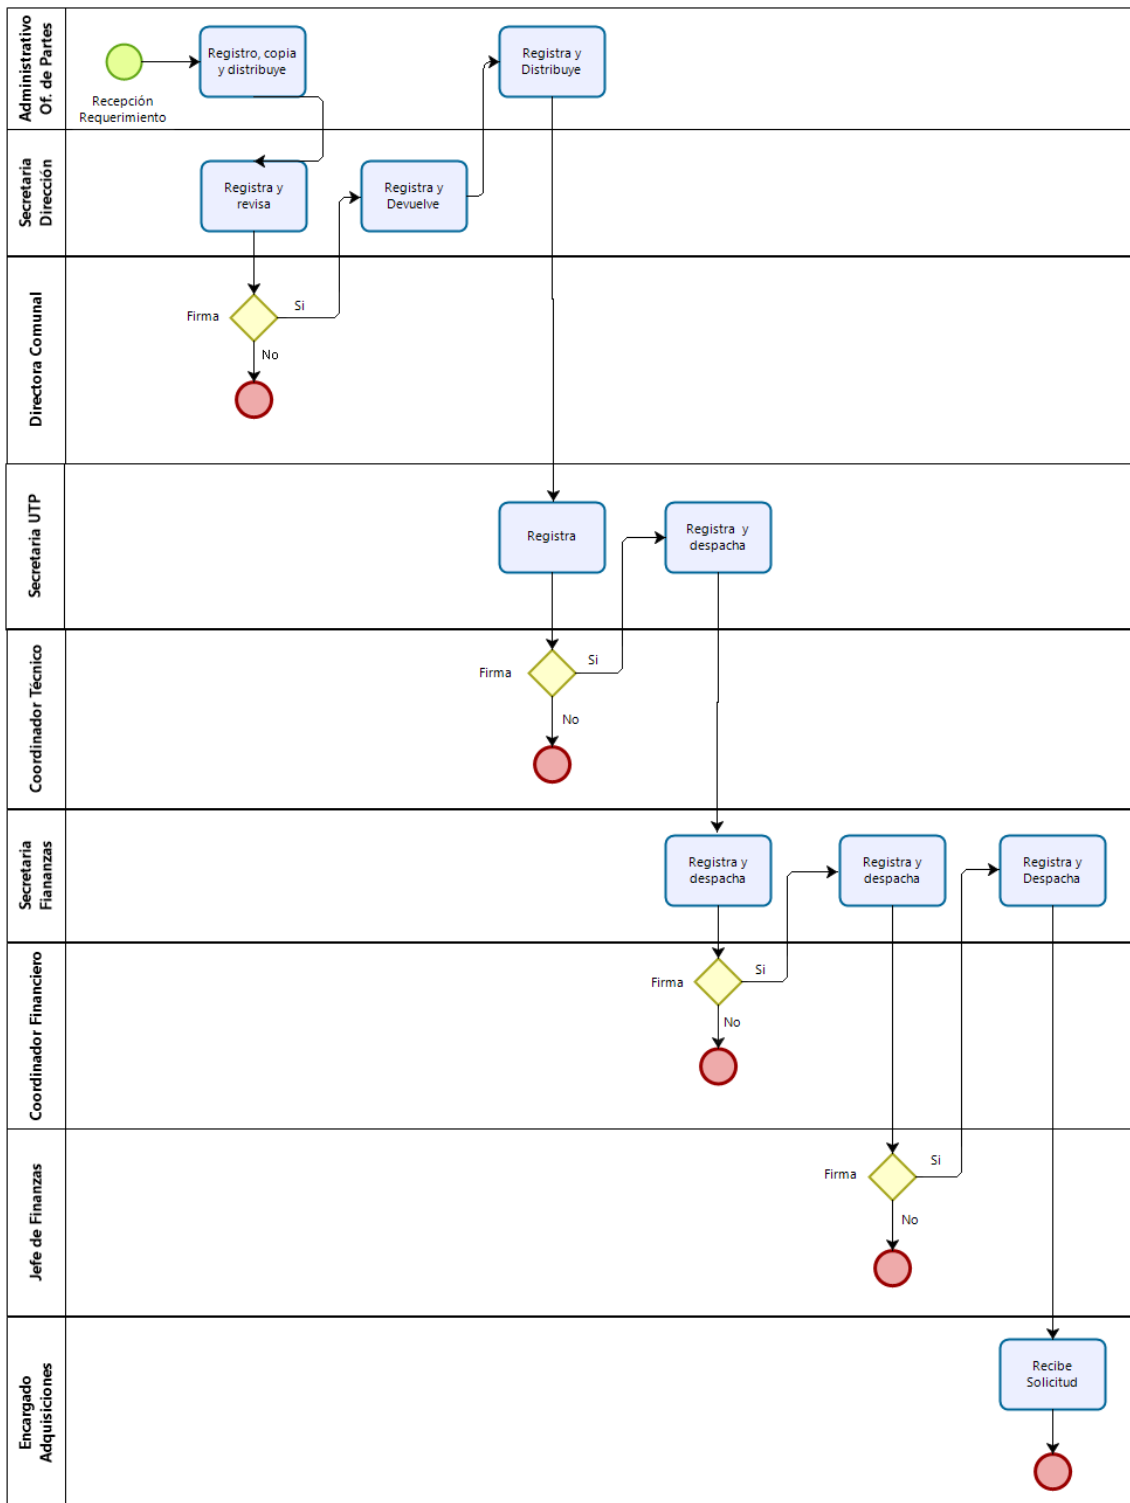 Administrativo
Of. de Partes
Registro, copia
y distribuye
Registra y
Distribuye
Recepción
Requerimiento
Secretaria
Dirección
Registra y
revisa
Registra y
Devuelve
Directora Comunal
Firma
Si
No
Secretaria UTP
Registra
Registra y
despacha
Coordinador Técnico
Firma
Si
No
Secretaria
Fiananzas
Registra y
despacha
Registra y
despacha
Registra y
Despacha
Coordinador Financiero
Firma
Si
No
Jefe de Finanzas
Firma
Si
No
Encargado
Adquisiciones
Recibe
Solicitud